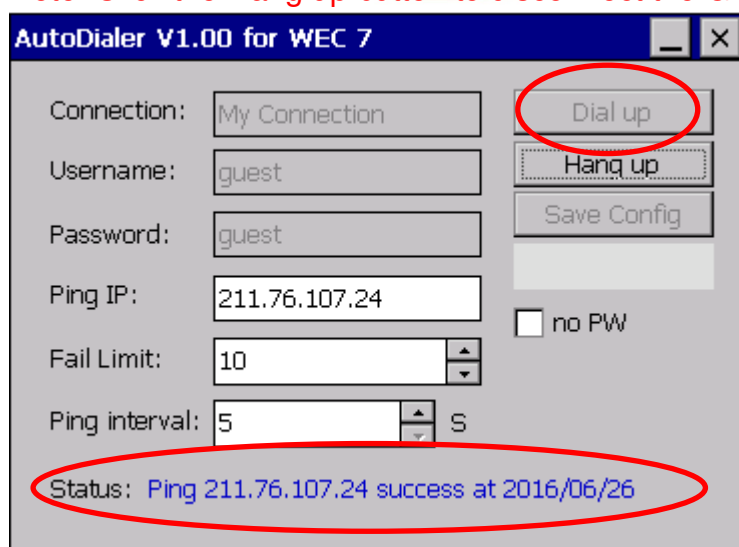 AutoDialer V1.00 for WEC 7
Connection: My Connection Dial up
Username: guest Hang up
Password: guest Save Config
Ping IP: 211.76.107.24
no PW
Fail Limit: 10
Ping interval: 5 S
Status: Ping 211.76.107.24 success at 2016/06/26